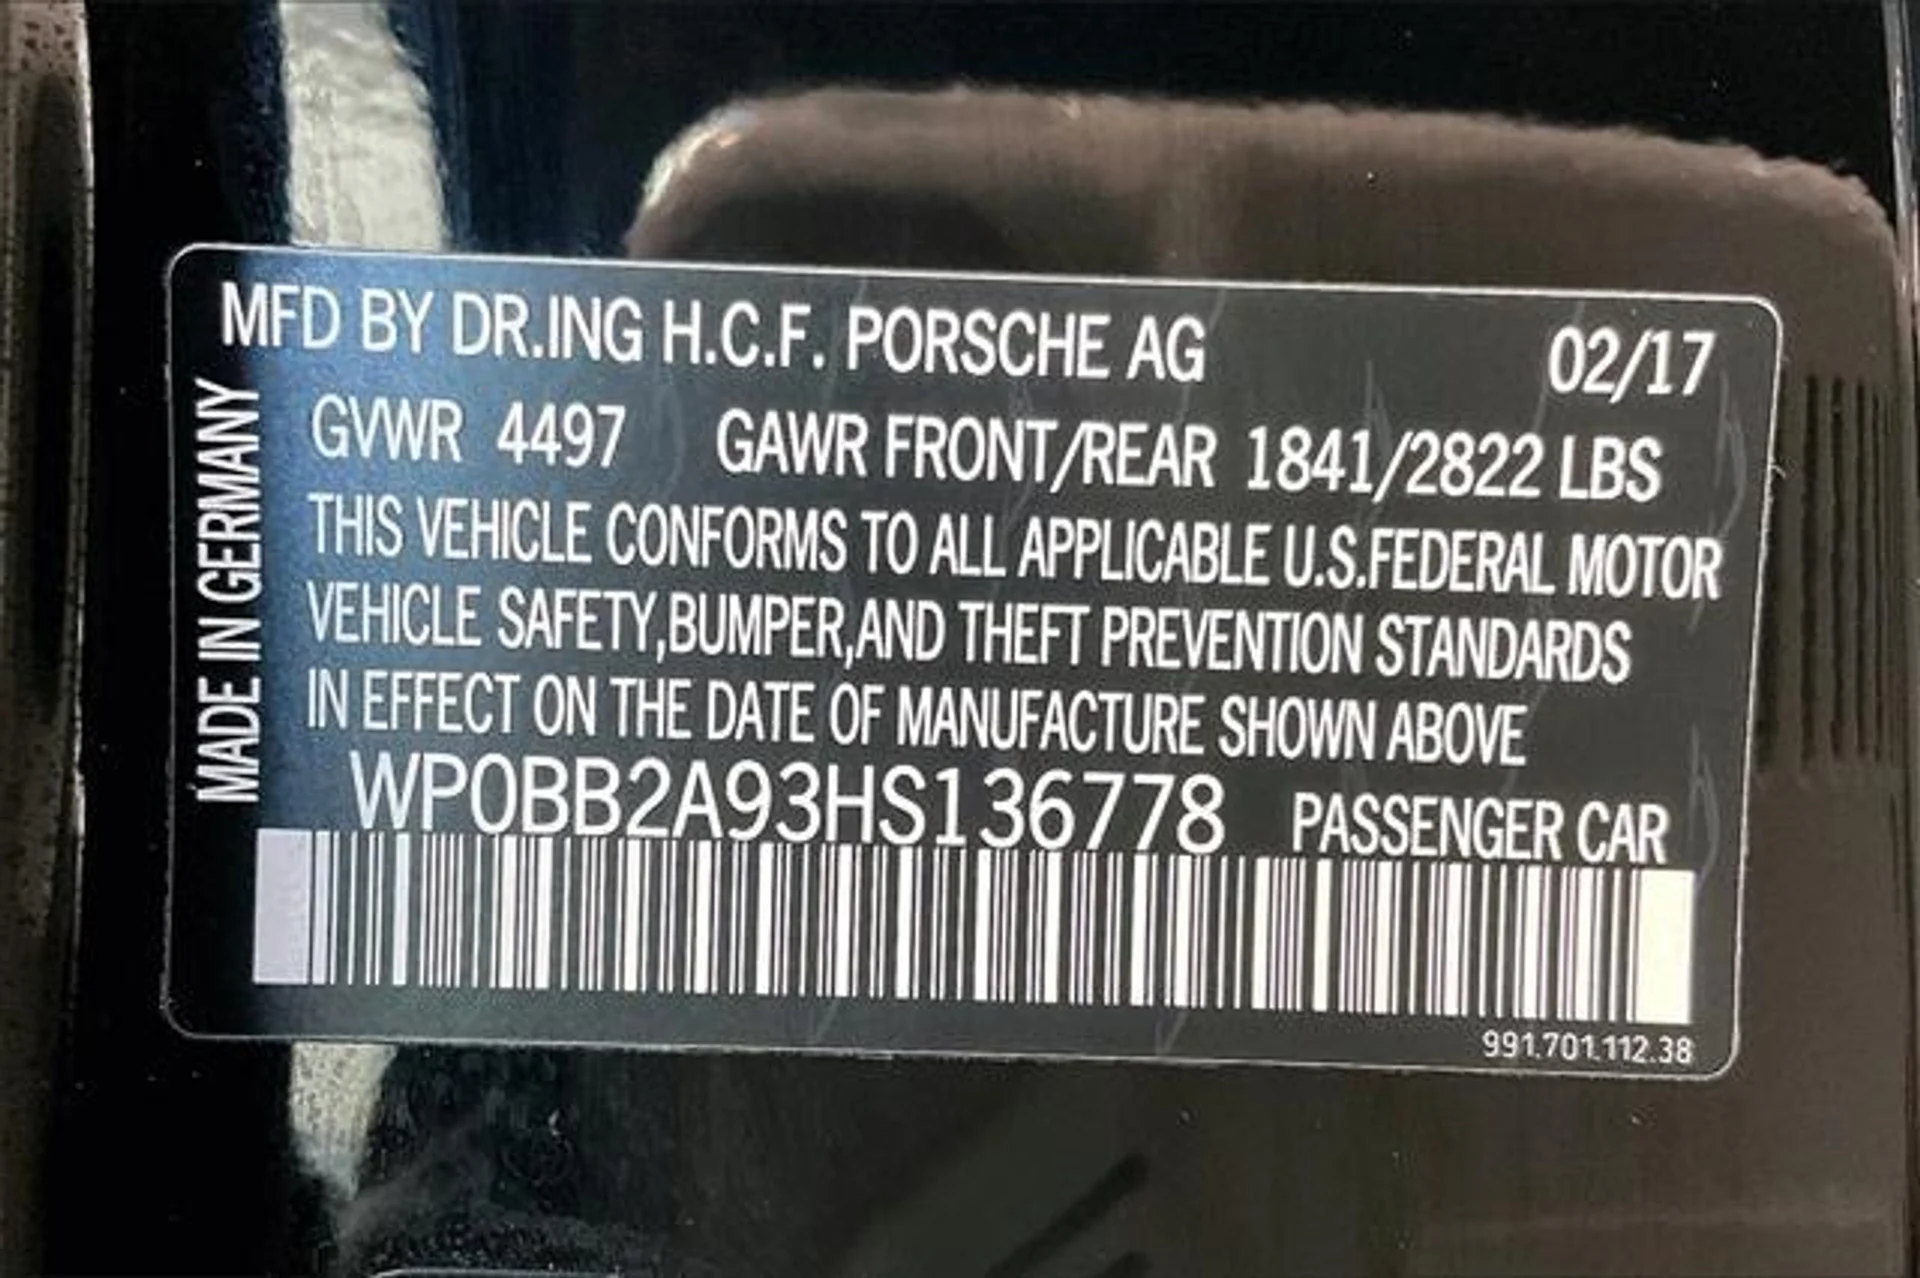 MFD BY DR.ING H.C.F. PORSCHE AG 02/17
GVWR 4497 GAWR FRONT/REAR 1841/2822 LBS
THIS VEHICLE CONFORMS TO ALL APPLICABLE U.S.FEDERAL MOTOR
VEHICLE SAFETY,BUMPER,AND THEFT PREVENTION STANDARDS
IN EFFECT ON THE DATE OF MANUFACTURE SHOWN ABOVE
WP0BB2A93HS136778 PASSENGER CAR
991.701.112.38
MADE IN GERMANY